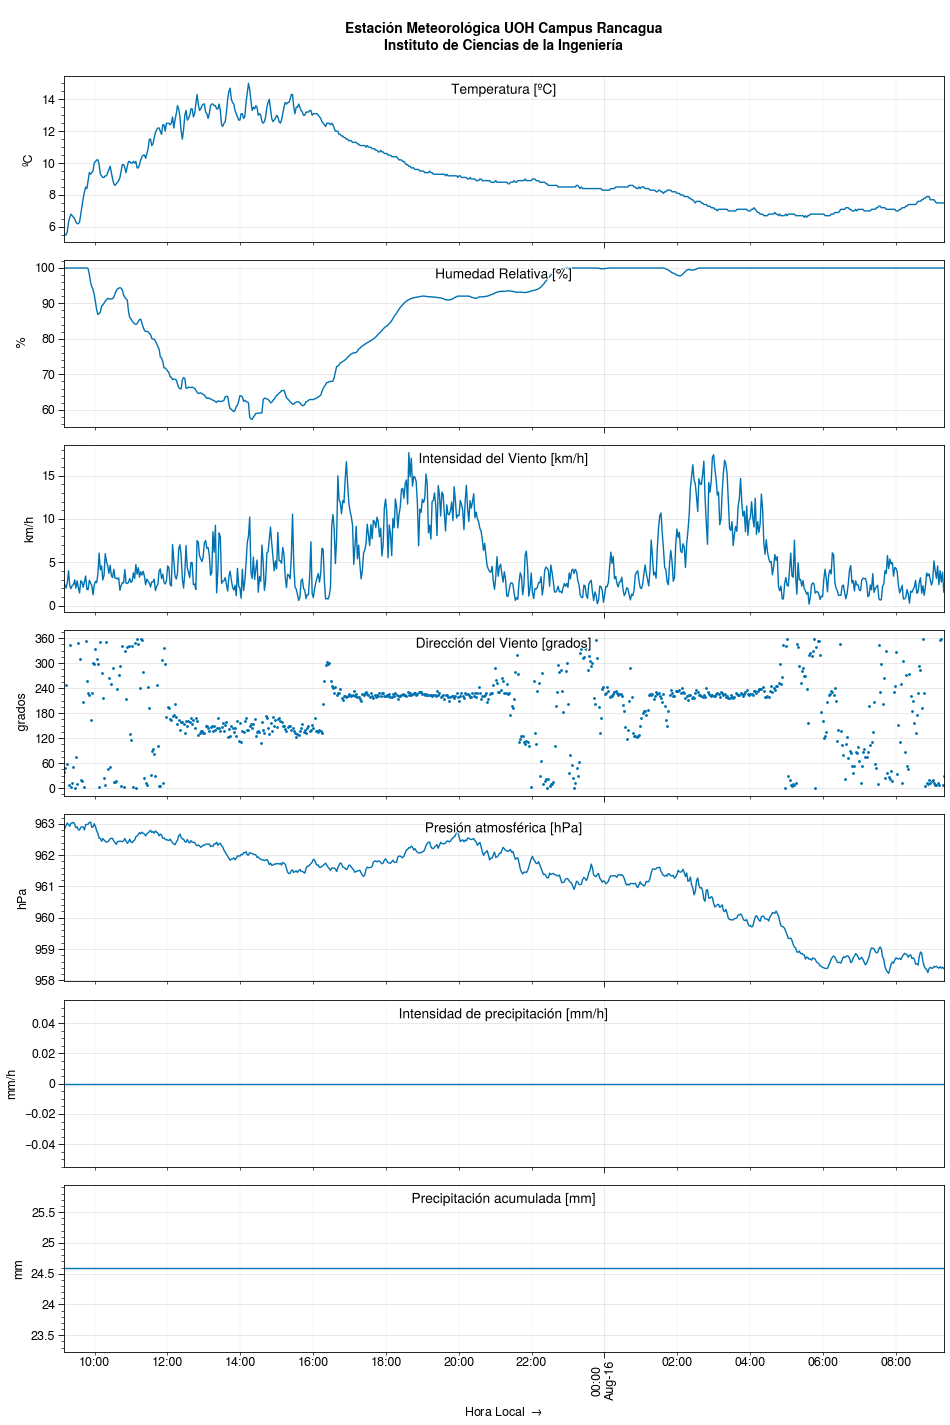 Estación Meteorológica UOH Campus Rancagua
Instituto de Ciencias de la Ingeniería
Temperatura [ºC]
ºC
14
12
10
8
6
Humedad Relativa [%]
%
100
90
80
70
60
Intensidad del Viento [km/h]
km/h
15
10
5
0
Dirección del Viento [grados]
grados
360
300
240
180
120
60
0
Presión atmosférica [hPa]
hPa
963
962
961
960
959
958
Intensidad de precipitación [mm/h]
mm/h
0.04
0.02
0
−0.02
−0.04
Precipitación acumulada [mm]
mm
25.5
25
24.5
24
23.5
10:00 12:00 14:00 16:00 18:00 20:00 22:00 00:00 02:00 04:00 06:00 08:00
Aug-16
Hora Local →